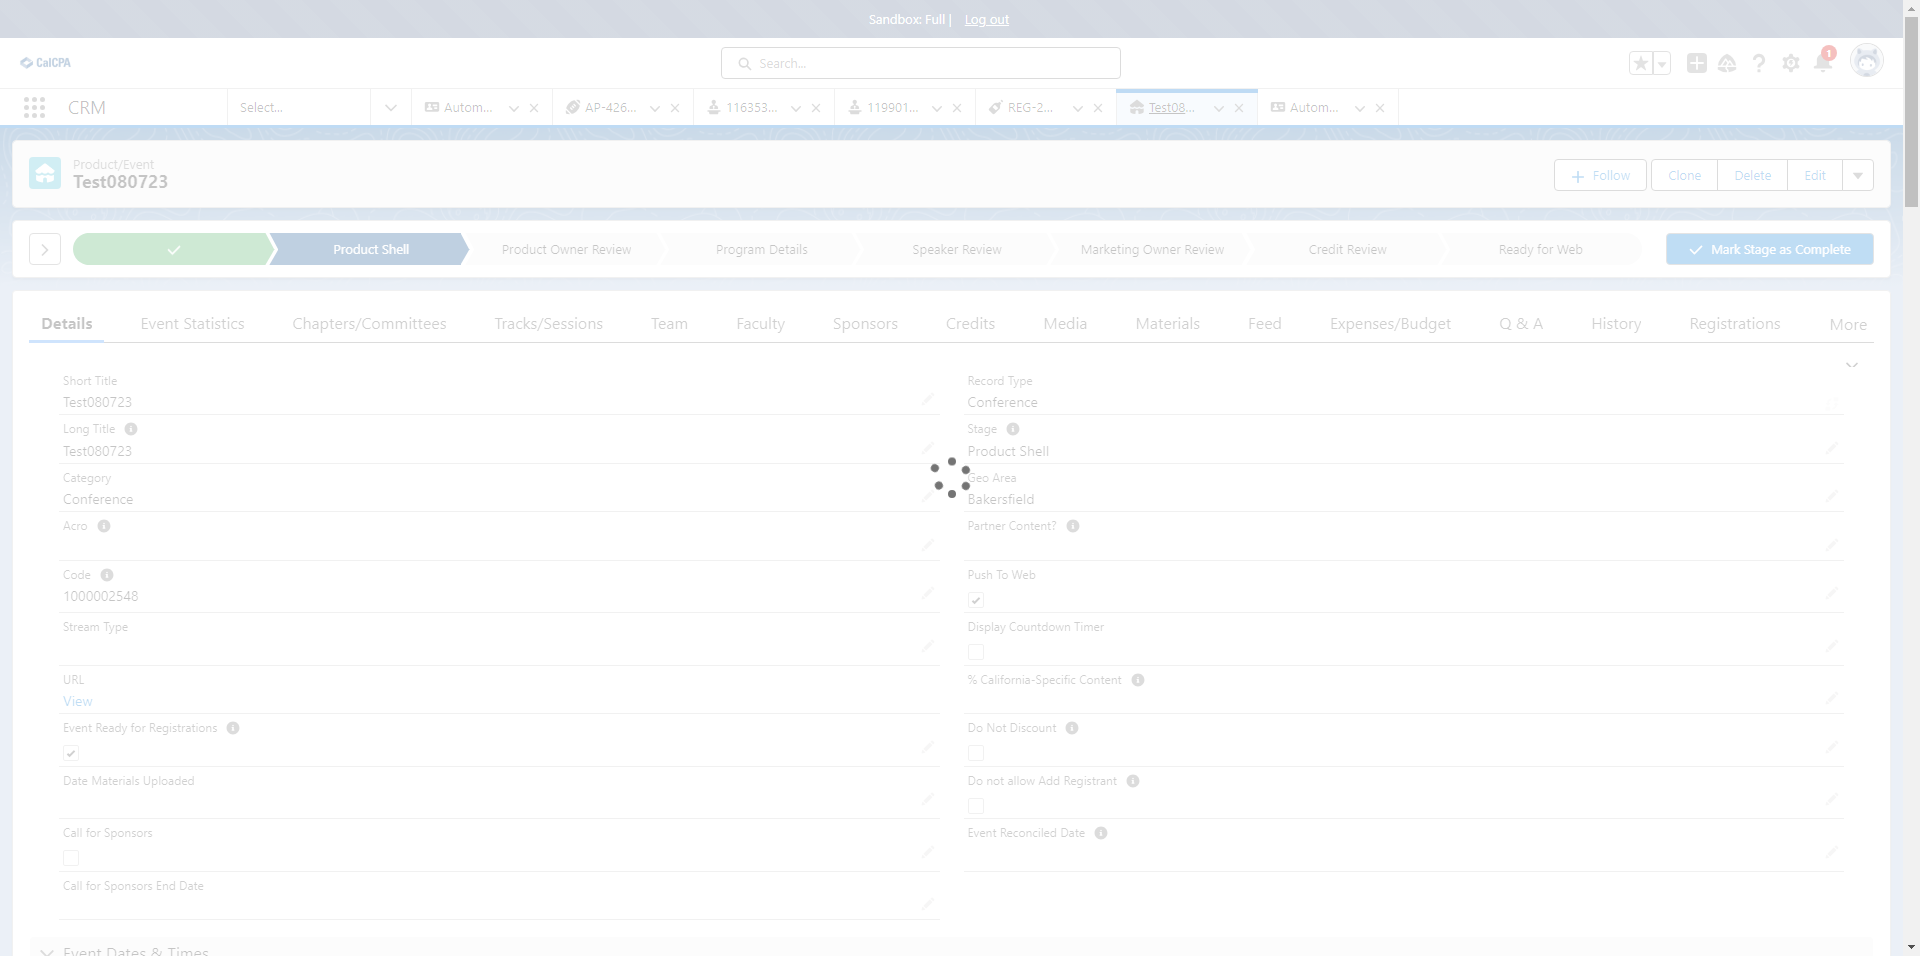 Sandbox: Full | Log out
CalCPA
Search...
1
CRM
Select...
Autom...
AP-426...
116353...
119901...
REG-2...
Test08...
Autom...
Product/Event
Test080723
Follow
Clone
Delete
Edit
Product Shell
Product Owner Review
Program Details
Speaker Review
Marketing Owner Review
Credit Review
Ready for Web
Mark Stage as Complete
Details
Event Statistics
Chapters/Committees
Tracks/Sessions
Team
Faculty
Sponsors
Credits
Media
Materials
Feed
Expenses/Budget
Q & A
History
Registrations
More
Short Title
Test080723
Record Type
Conference
Long Title
Test080723
Stage
Product Shell
Category
Conference
Geo Area
Bakersfield
Acro
Partner Content?
Code
1000002548
Push To Web
Stream Type
Display Countdown Timer
URL
View
% California-Specific Content
Event Ready for Registrations
Do Not Discount
Date Materials Uploaded
Do not allow Add Registrant
Call for Sponsors
Event Reconciled Date
Call for Sponsors End Date
Event Dates & Times